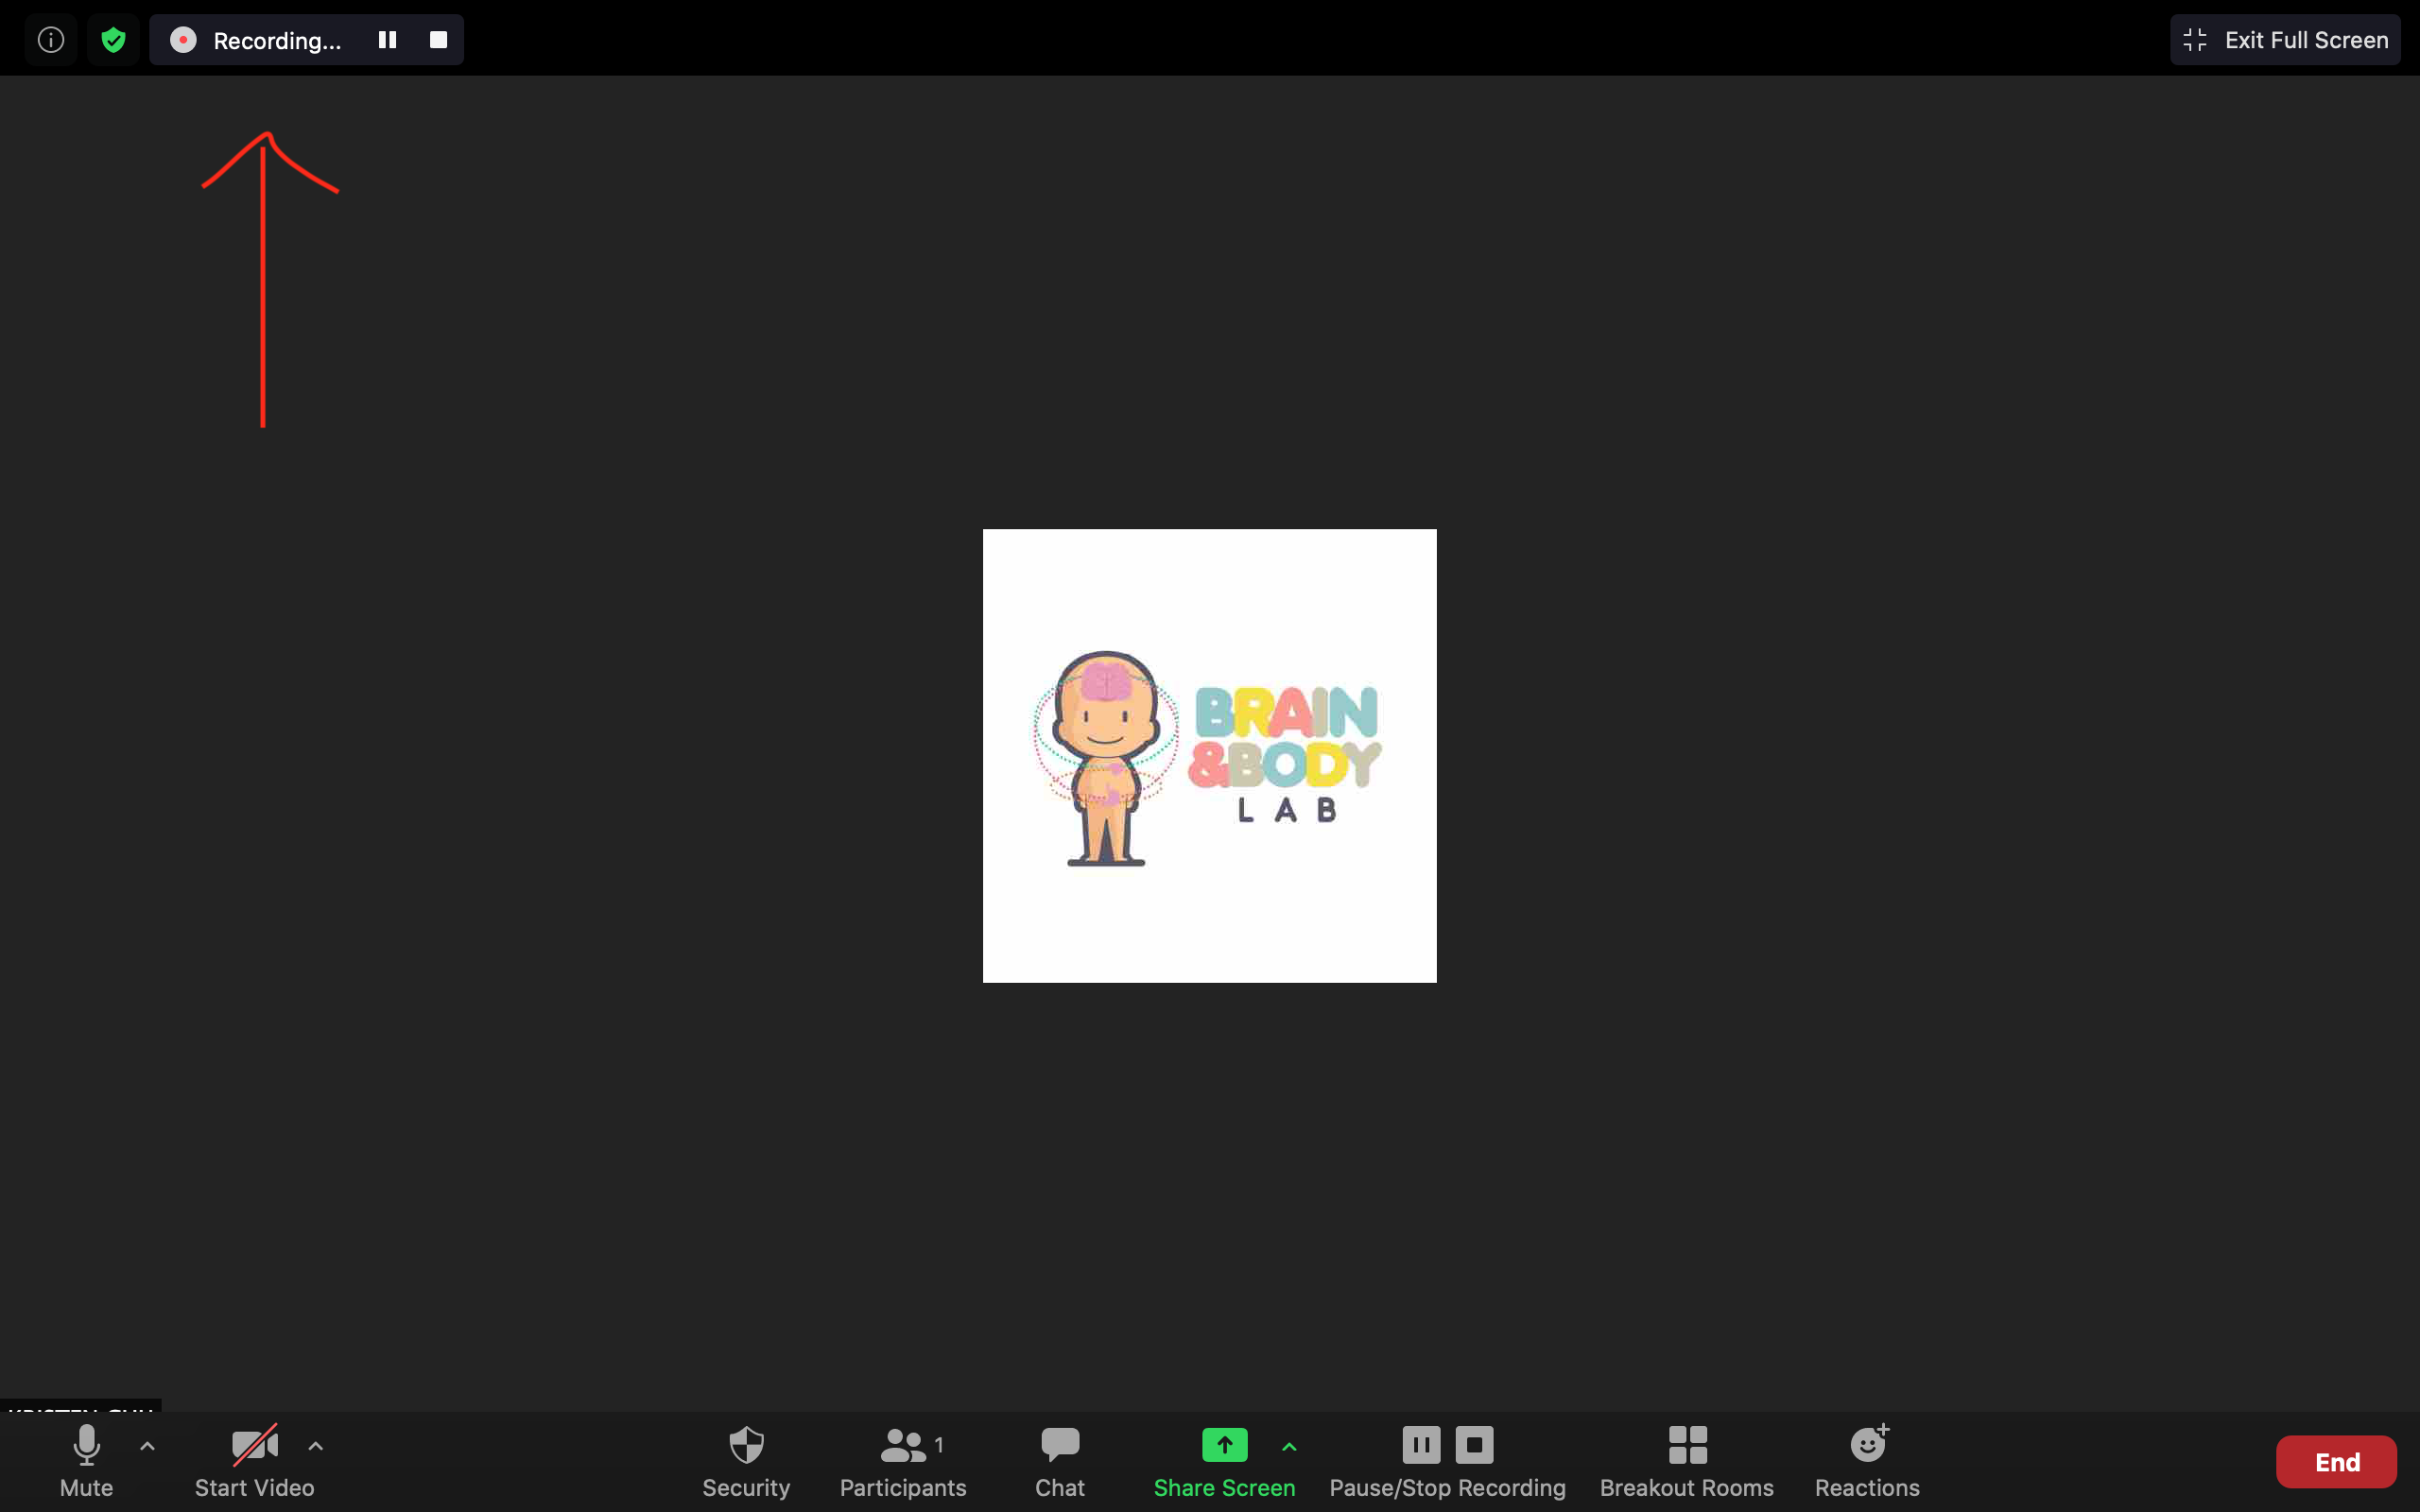 Recording...
Exit Full Screen
BRAIN
&BODY
LAB
Mute
Start Video
Security
Participants 1
Chat
Share Screen
Pause/Stop Recording
Breakout Rooms
Reactions
End